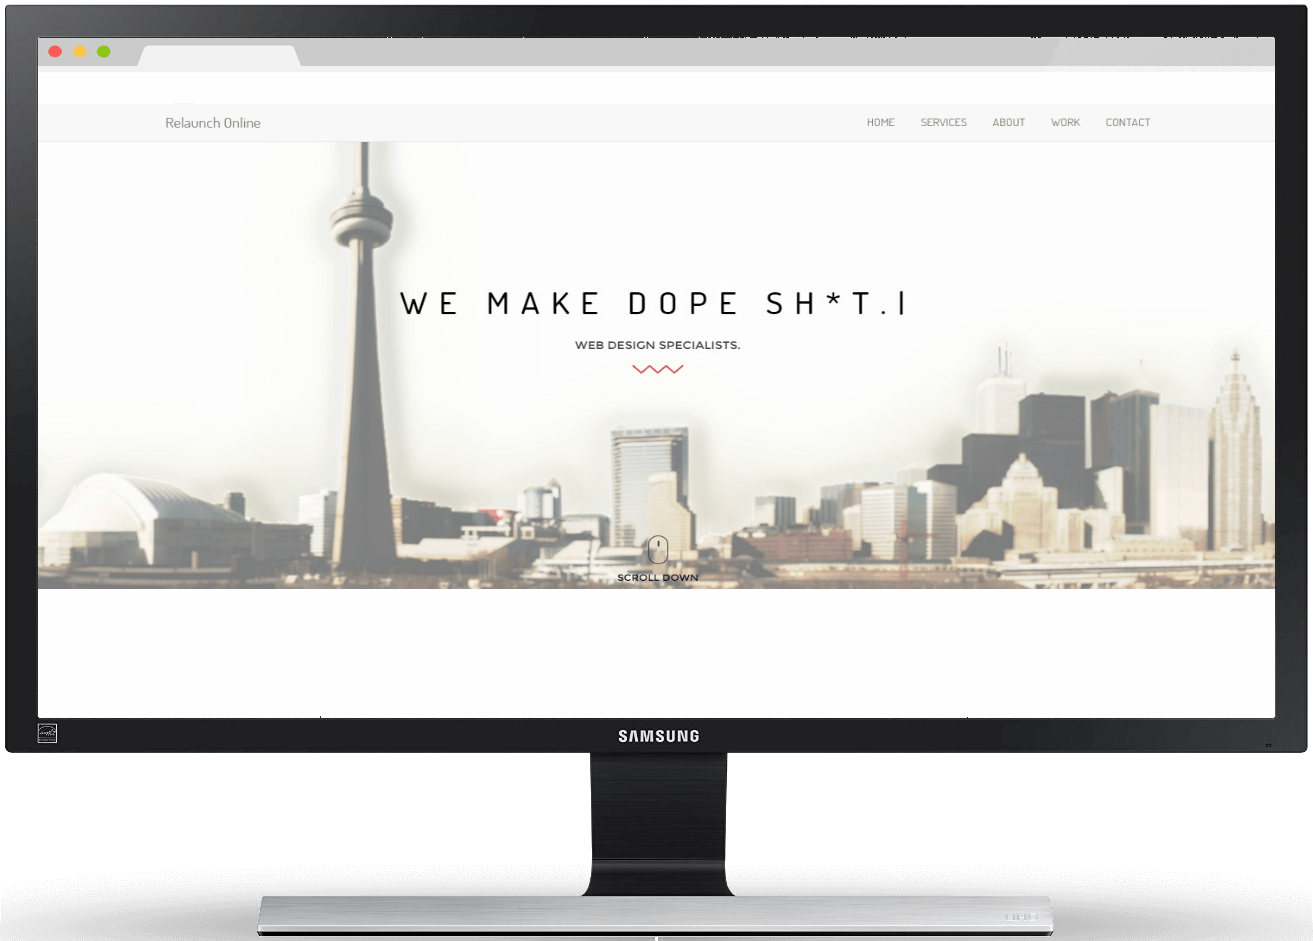 Relaunch Online
HOME SERVICES ABOUT WORK CONTACT
WE MAKE DOPE SH*T.|
WEB DESIGN SPECIALISTS.
SCROLL DOWN
SAMSUNG